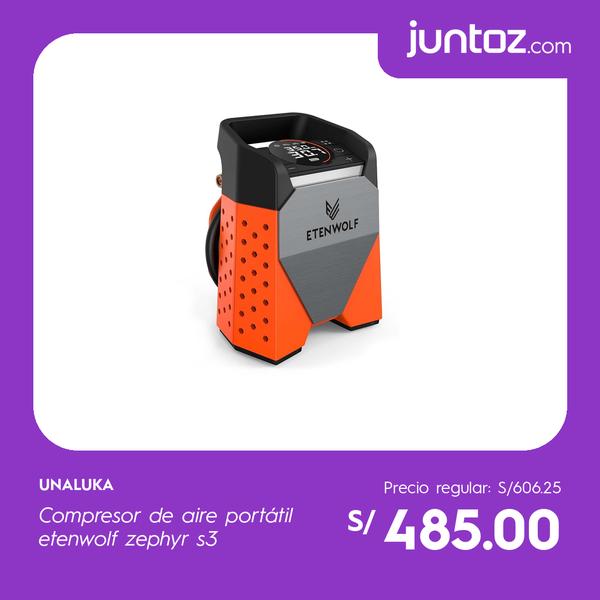 juntoz.com
ETENWOLF
UNALUKA
Compresor de aire portátil
etenwolf zephyr s3
Precio regular: S/606.25
S/ 485.00